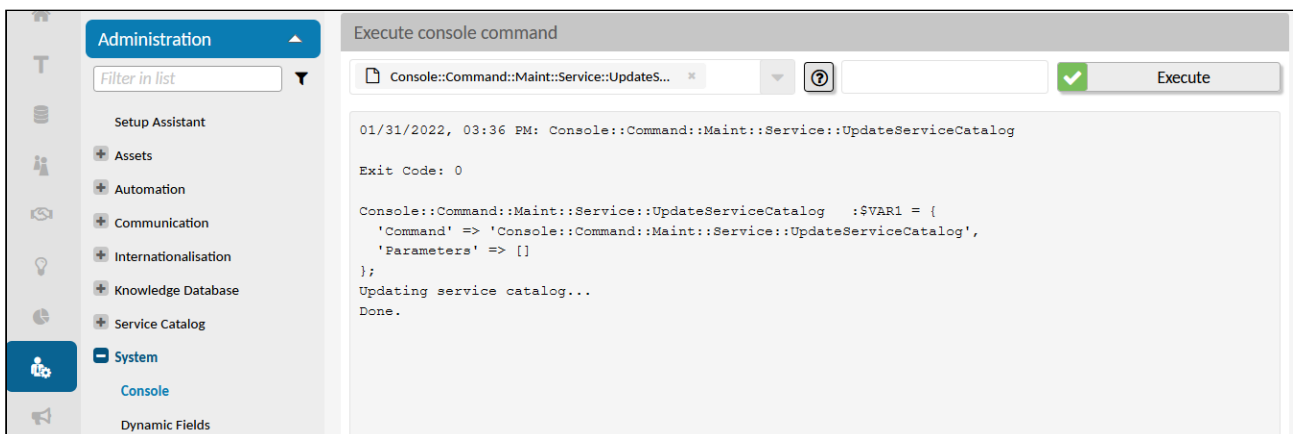 Administration
Filter in list
Setup Assistant
Assets
Automation
Communication
Internationalisation
Knowledge Database
Service Catalog
System
Console
Dynamic Fields
Execute console command
Console::Command::Maint::Service::UpdateS... ×
Execute
01/31/2022, 03:36 PM: Console::Command::Maint::Service::UpdateServiceCatalog
Exit Code: 0
Console::Command::Maint::Service::UpdateServiceCatalog   :$VAR1 = {
  'Command' => 'Console::Command::Maint::Service::UpdateServiceCatalog',
  'Parameters' => []
};
Updating service catalog...
Done.